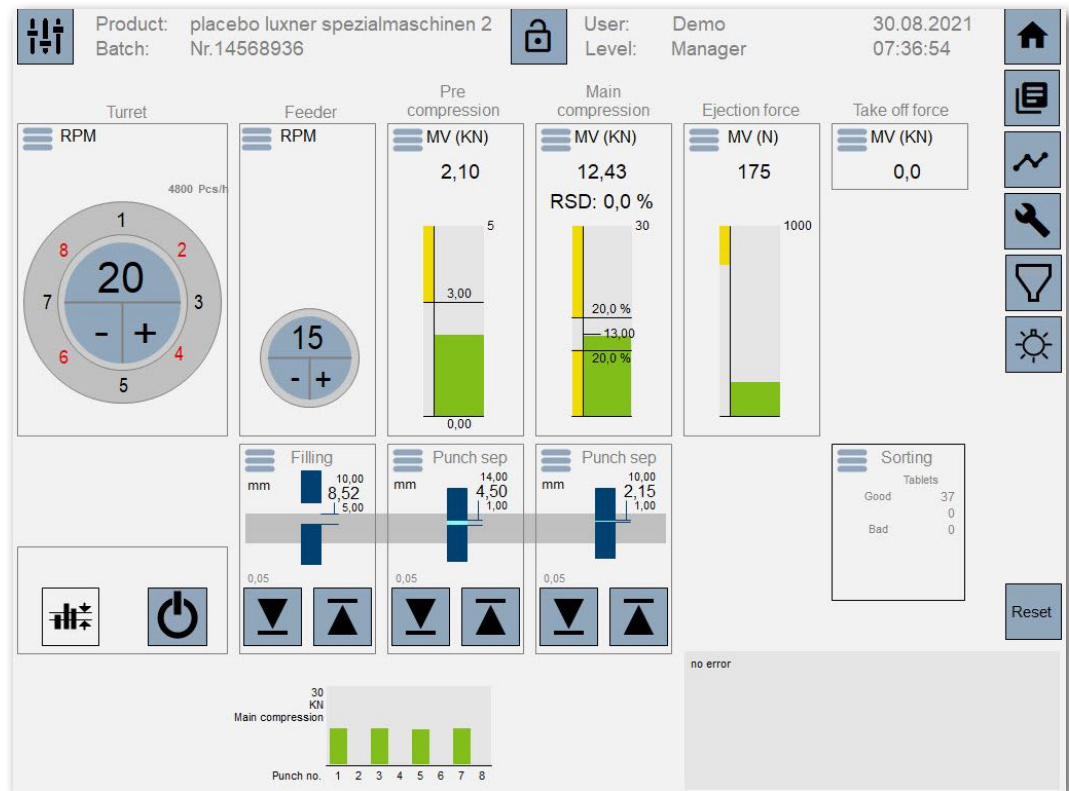 Product: placebo luxner spezialmaschinen 2 User: Demo 30.08.2021
Batch: Nr.14568936 Level: Manager 07:36:54
Turret
RPM
4800 Pcs/h
1
8 2
20
7 3
- +
6 4
5
Feeder
RPM
15
- +
Pre
compression
MV (KN)
2,10
5
3,00
0,00
Main
compression
MV (KN)
12,43
RSD: 0,0 %
30
20,0 %
13,00
20,0 %
Ejection force
MV (N)
175
1000
Take off force
MV (KN)
0,0
Filling
mm
10,00
8,52
5,00
0,05
Punch sep
mm
14,00
4,50
1,00
0,05
Punch sep
mm
10,00
2,15
1,00
0,05
Sorting
Tablets
Good 37
0
Bad 0
Reset
no error
30
KN
Main compression
Punch no. 1 2 3 4 5 6 7 8